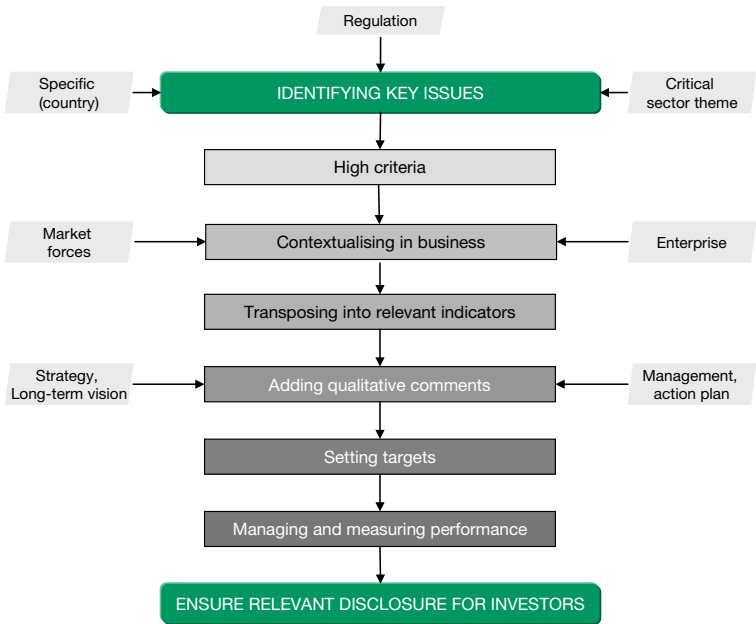 Regulation
Specific
(country)
IDENTIFYING KEY ISSUES
Critical
sector theme
High criteria
Market
forces
Contextualising in business
Enterprise
Transposing into relevant indicators
Strategy,
Long-term vision
Adding qualitative comments
Management,
action plan
Setting targets
Managing and measuring performance
ENSURE RELEVANT DISCLOSURE FOR INVESTORS